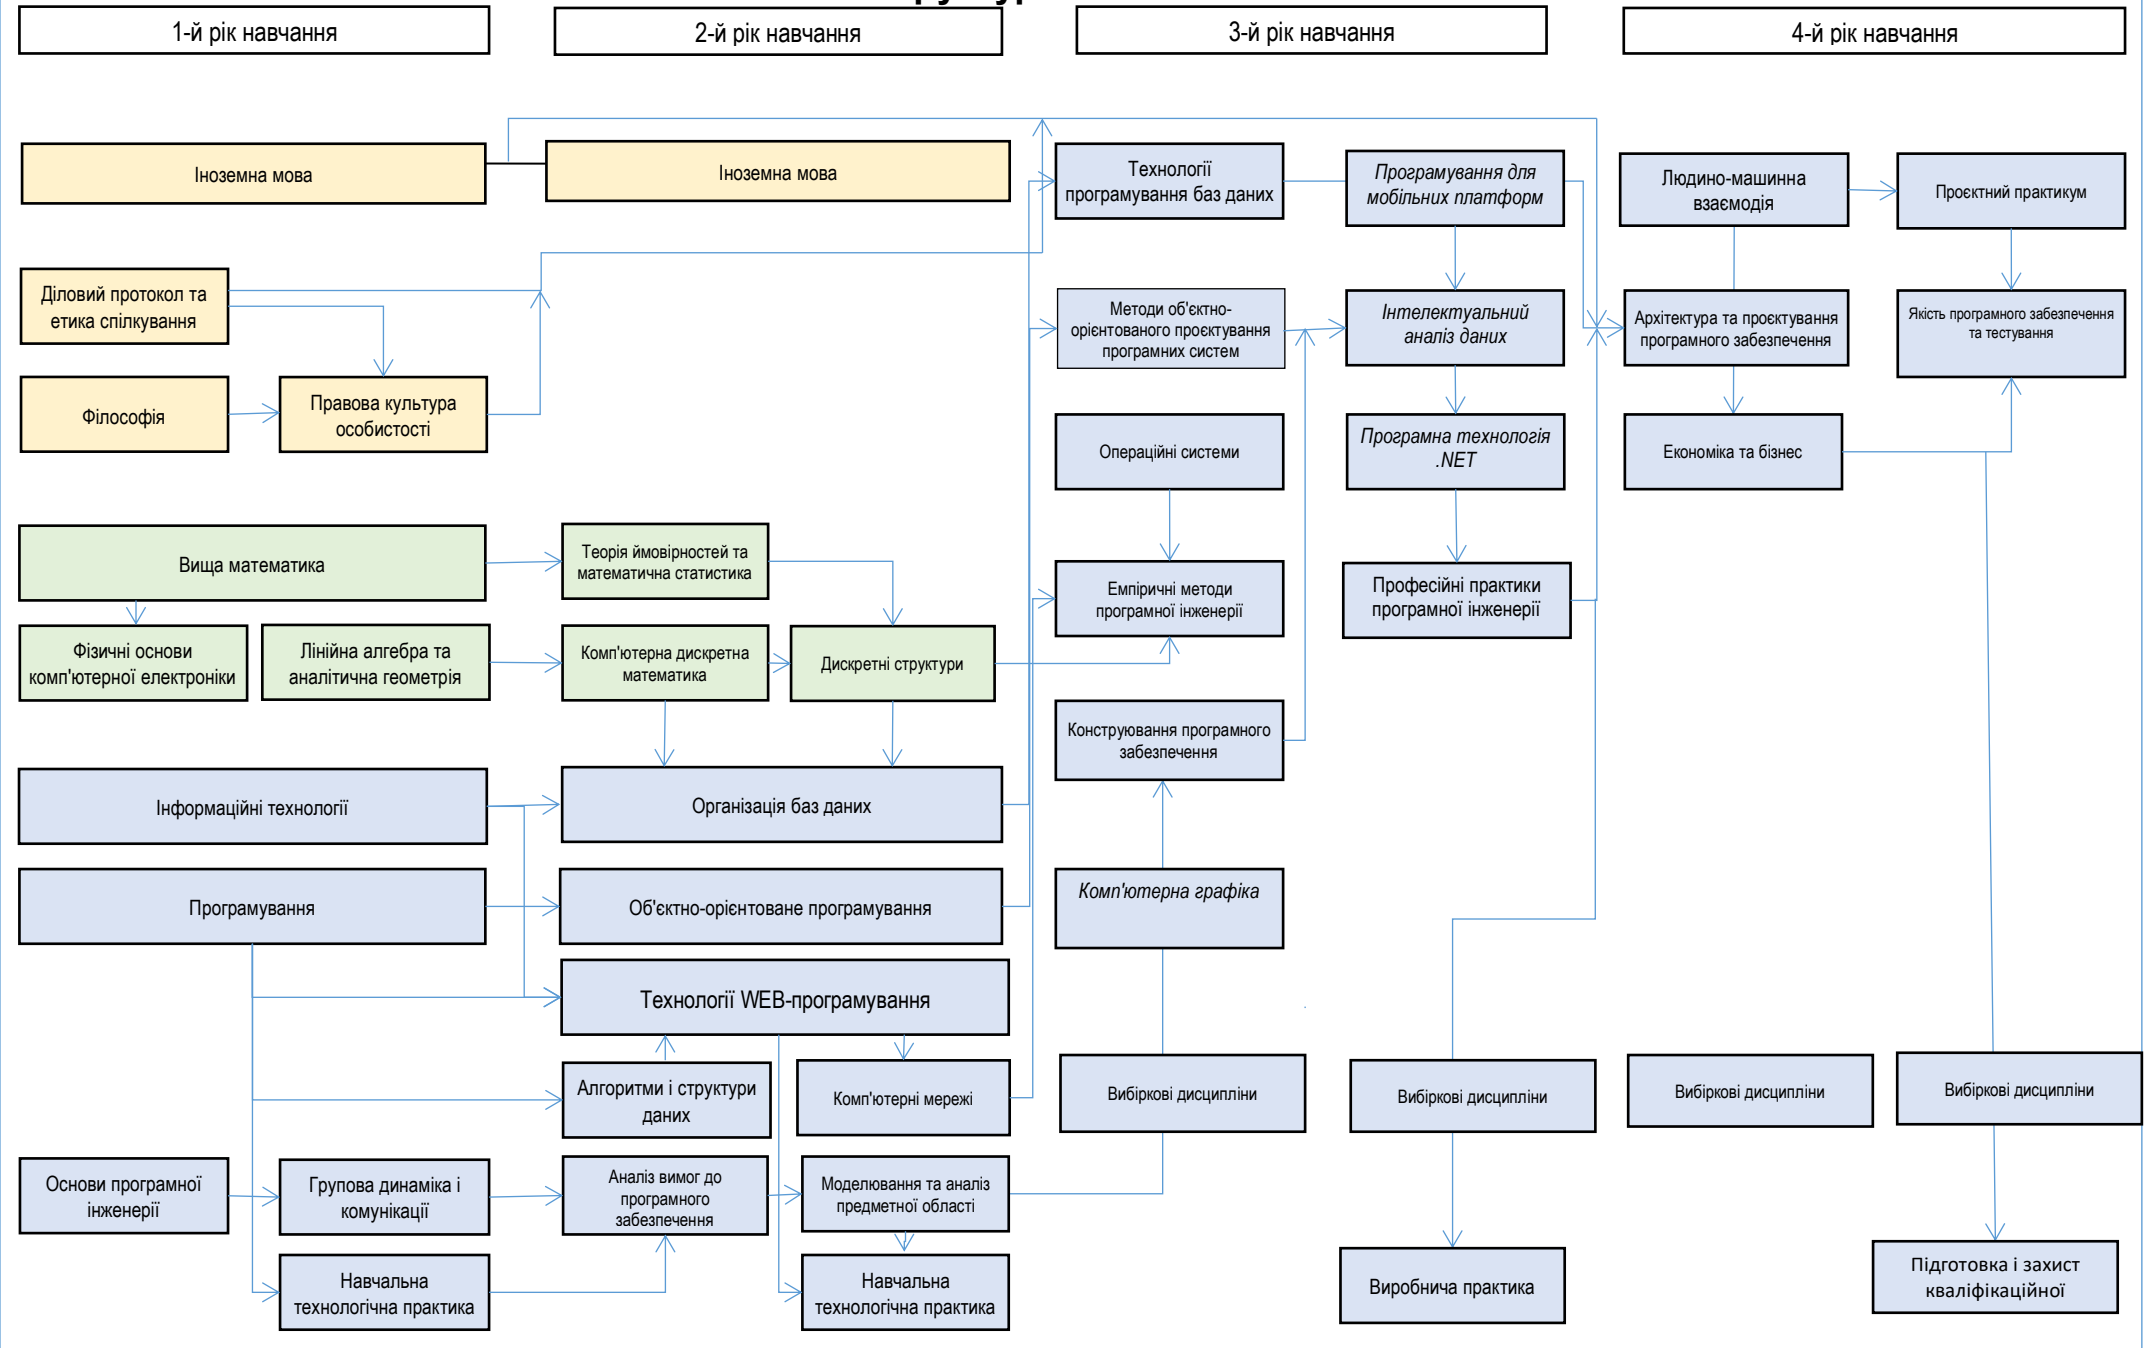 1-й рік навчання
2-й рік навчання
3-й рік навчання
4-й рік навчання
Іноземна мова
Іноземна мова
Технології
програмування баз даних
Програмування для
мобільних платформ
Людино-машинна
взаємодія
Проєктний практикум
Діловий протокол та
етика спілкування
Методи об'єктно-
орієнтованого проєктування
програмних систем
Інтелектуальний
аналіз даних
Архітектура та проєктування
програмного забезпечення
Якість програмного забезпечення
та тестування
Філософія
Правова культура
особистості
Операційні системи
Програмна технологія
.NET
Економіка та бізнес
Вища математика
Теорія ймовірностей та
математична статистика
Емпіричні методи
програмної інженерії
Професійні практики
програмної інженерії
Фізичні основи
комп'ютерної електроніки
Лінійна алгебра та
аналітична геометрія
Комп'ютерна дискретна
математика
Дискретні структури
Конструювання програмного
забезпечення
Інформаційні технології
Організація баз даних
Програмування
Об'єктно-орієнтоване програмування
Комп'ютерна графіка
Технології WEB-програмування
Алгоритми і структури
даних
Комп'ютерні мережі
Вибіркові дисципліни
Вибіркові дисципліни
Вибіркові дисципліни
Вибіркові дисципліни
Основи програмної
інженерії
Групова динаміка і
комунікації
Аналіз вимог до
програмного
забезпечення
Моделювання та аналіз
предметної області
Навчальна
технологічна практика
Навчальна
технологічна практика
Виробнича практика
Підготовка і захист
кваліфікаційної